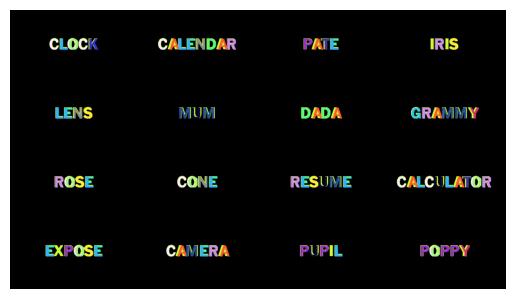 CLOCK CALENDAR PATE IRIS
LENS MUM DADA GRAMMY
ROSE CONE RESUME CALCULATOR
EXPOSE CAMERA PUPIL POPPY